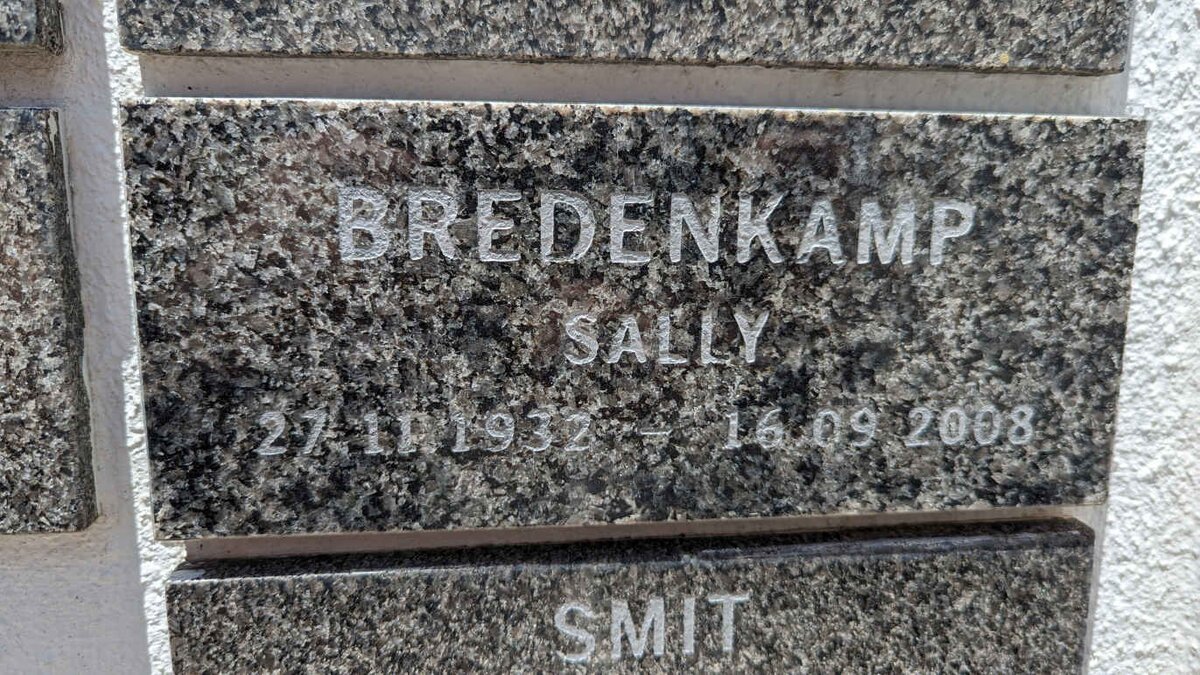 BREDENKAMP
SALLY
27 11 1932 – 16 09 2008
SMIT